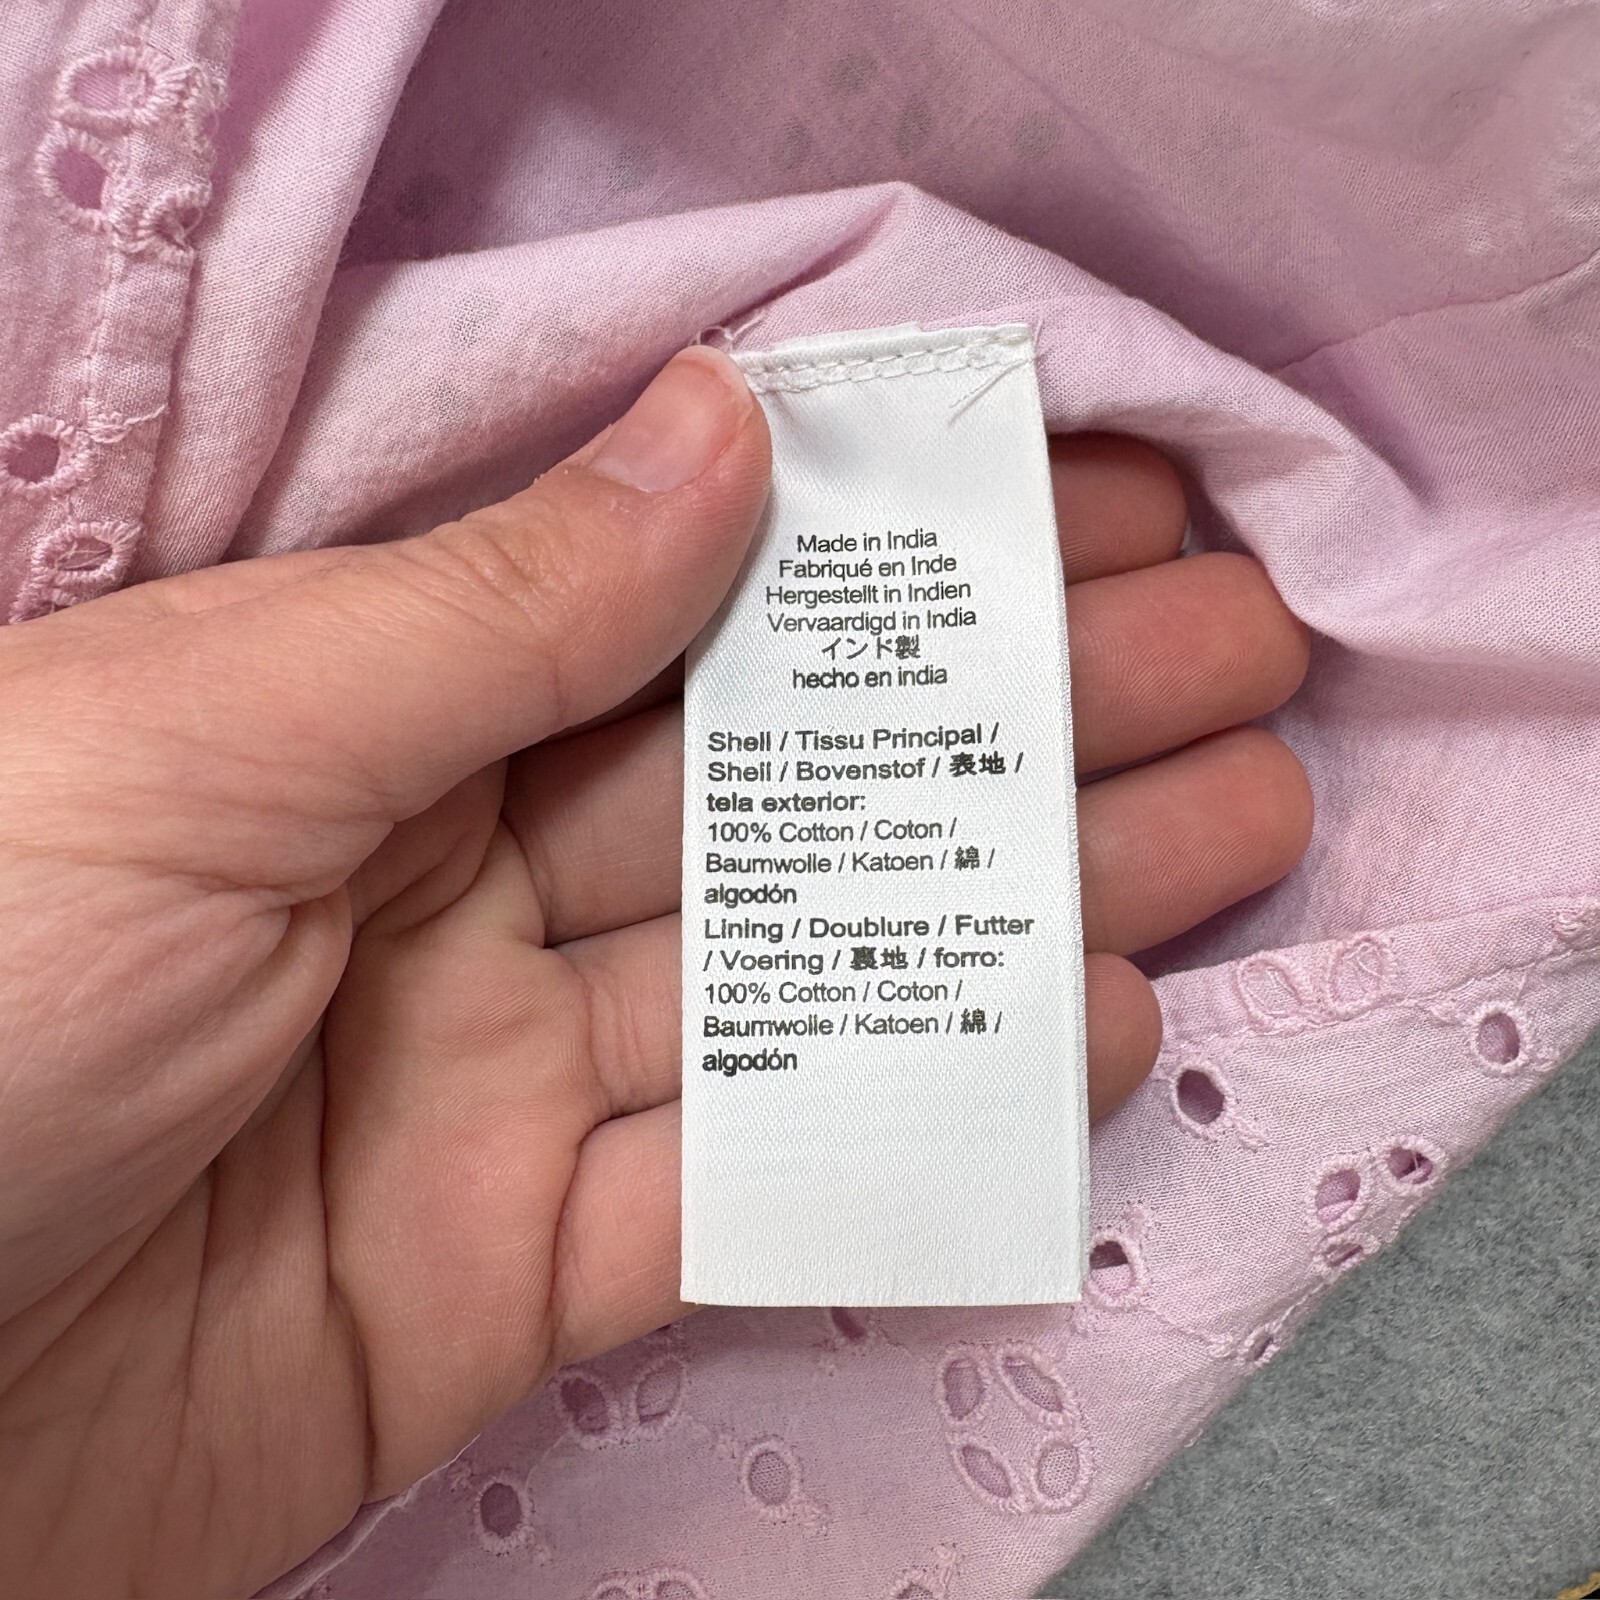 Made in India
Fabriqué en Inde
Hergestellt in Indien
Vervaardigd in India
インド製
hecho en india
Shell / Tissu Principal /
Shell / Bovenstof / 表地 /
tela exterior:
100% Cotton / Coton /
Baumwolle / Katoen / 綿 /
algodón
Lining / Doublure / Futter
/ Voering / 裏地 / forro:
100% Cotton / Coton /
Baumwolle / Katoen / 綿 /
algodón